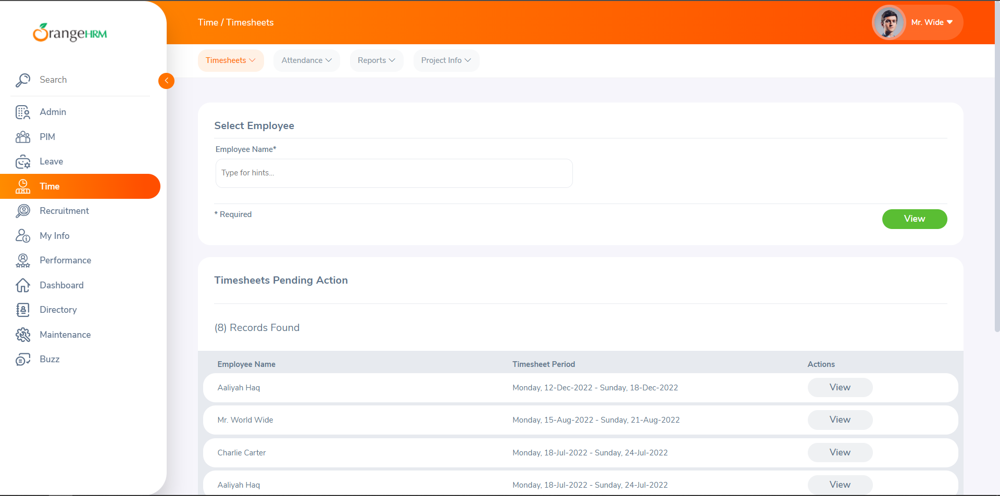 OrangeHRM
Time / Timesheets
Mr. Wide
Timesheets
Attendance
Reports
Project Info
Search
Admin
PIM
Leave
Time
Recruitment
My Info
Performance
Dashboard
Directory
Maintenance
Buzz
Select Employee
Employee Name*
Type for hints...
* Required
View
Timesheets Pending Action
(8) Records Found
Employee Name Timesheet Period Actions
Aaliyah Haq Monday, 12-Dec-2022 - Sunday, 18-Dec-2022 View
Mr. World Wide Monday, 15-Aug-2022 - Sunday, 21-Aug-2022 View
Charlie Carter Monday, 18-Jul-2022 - Sunday, 24-Jul-2022 View
Aaliyah Haq Monday, 18-Jul-2022 - Sunday, 24-Jul-2022 View